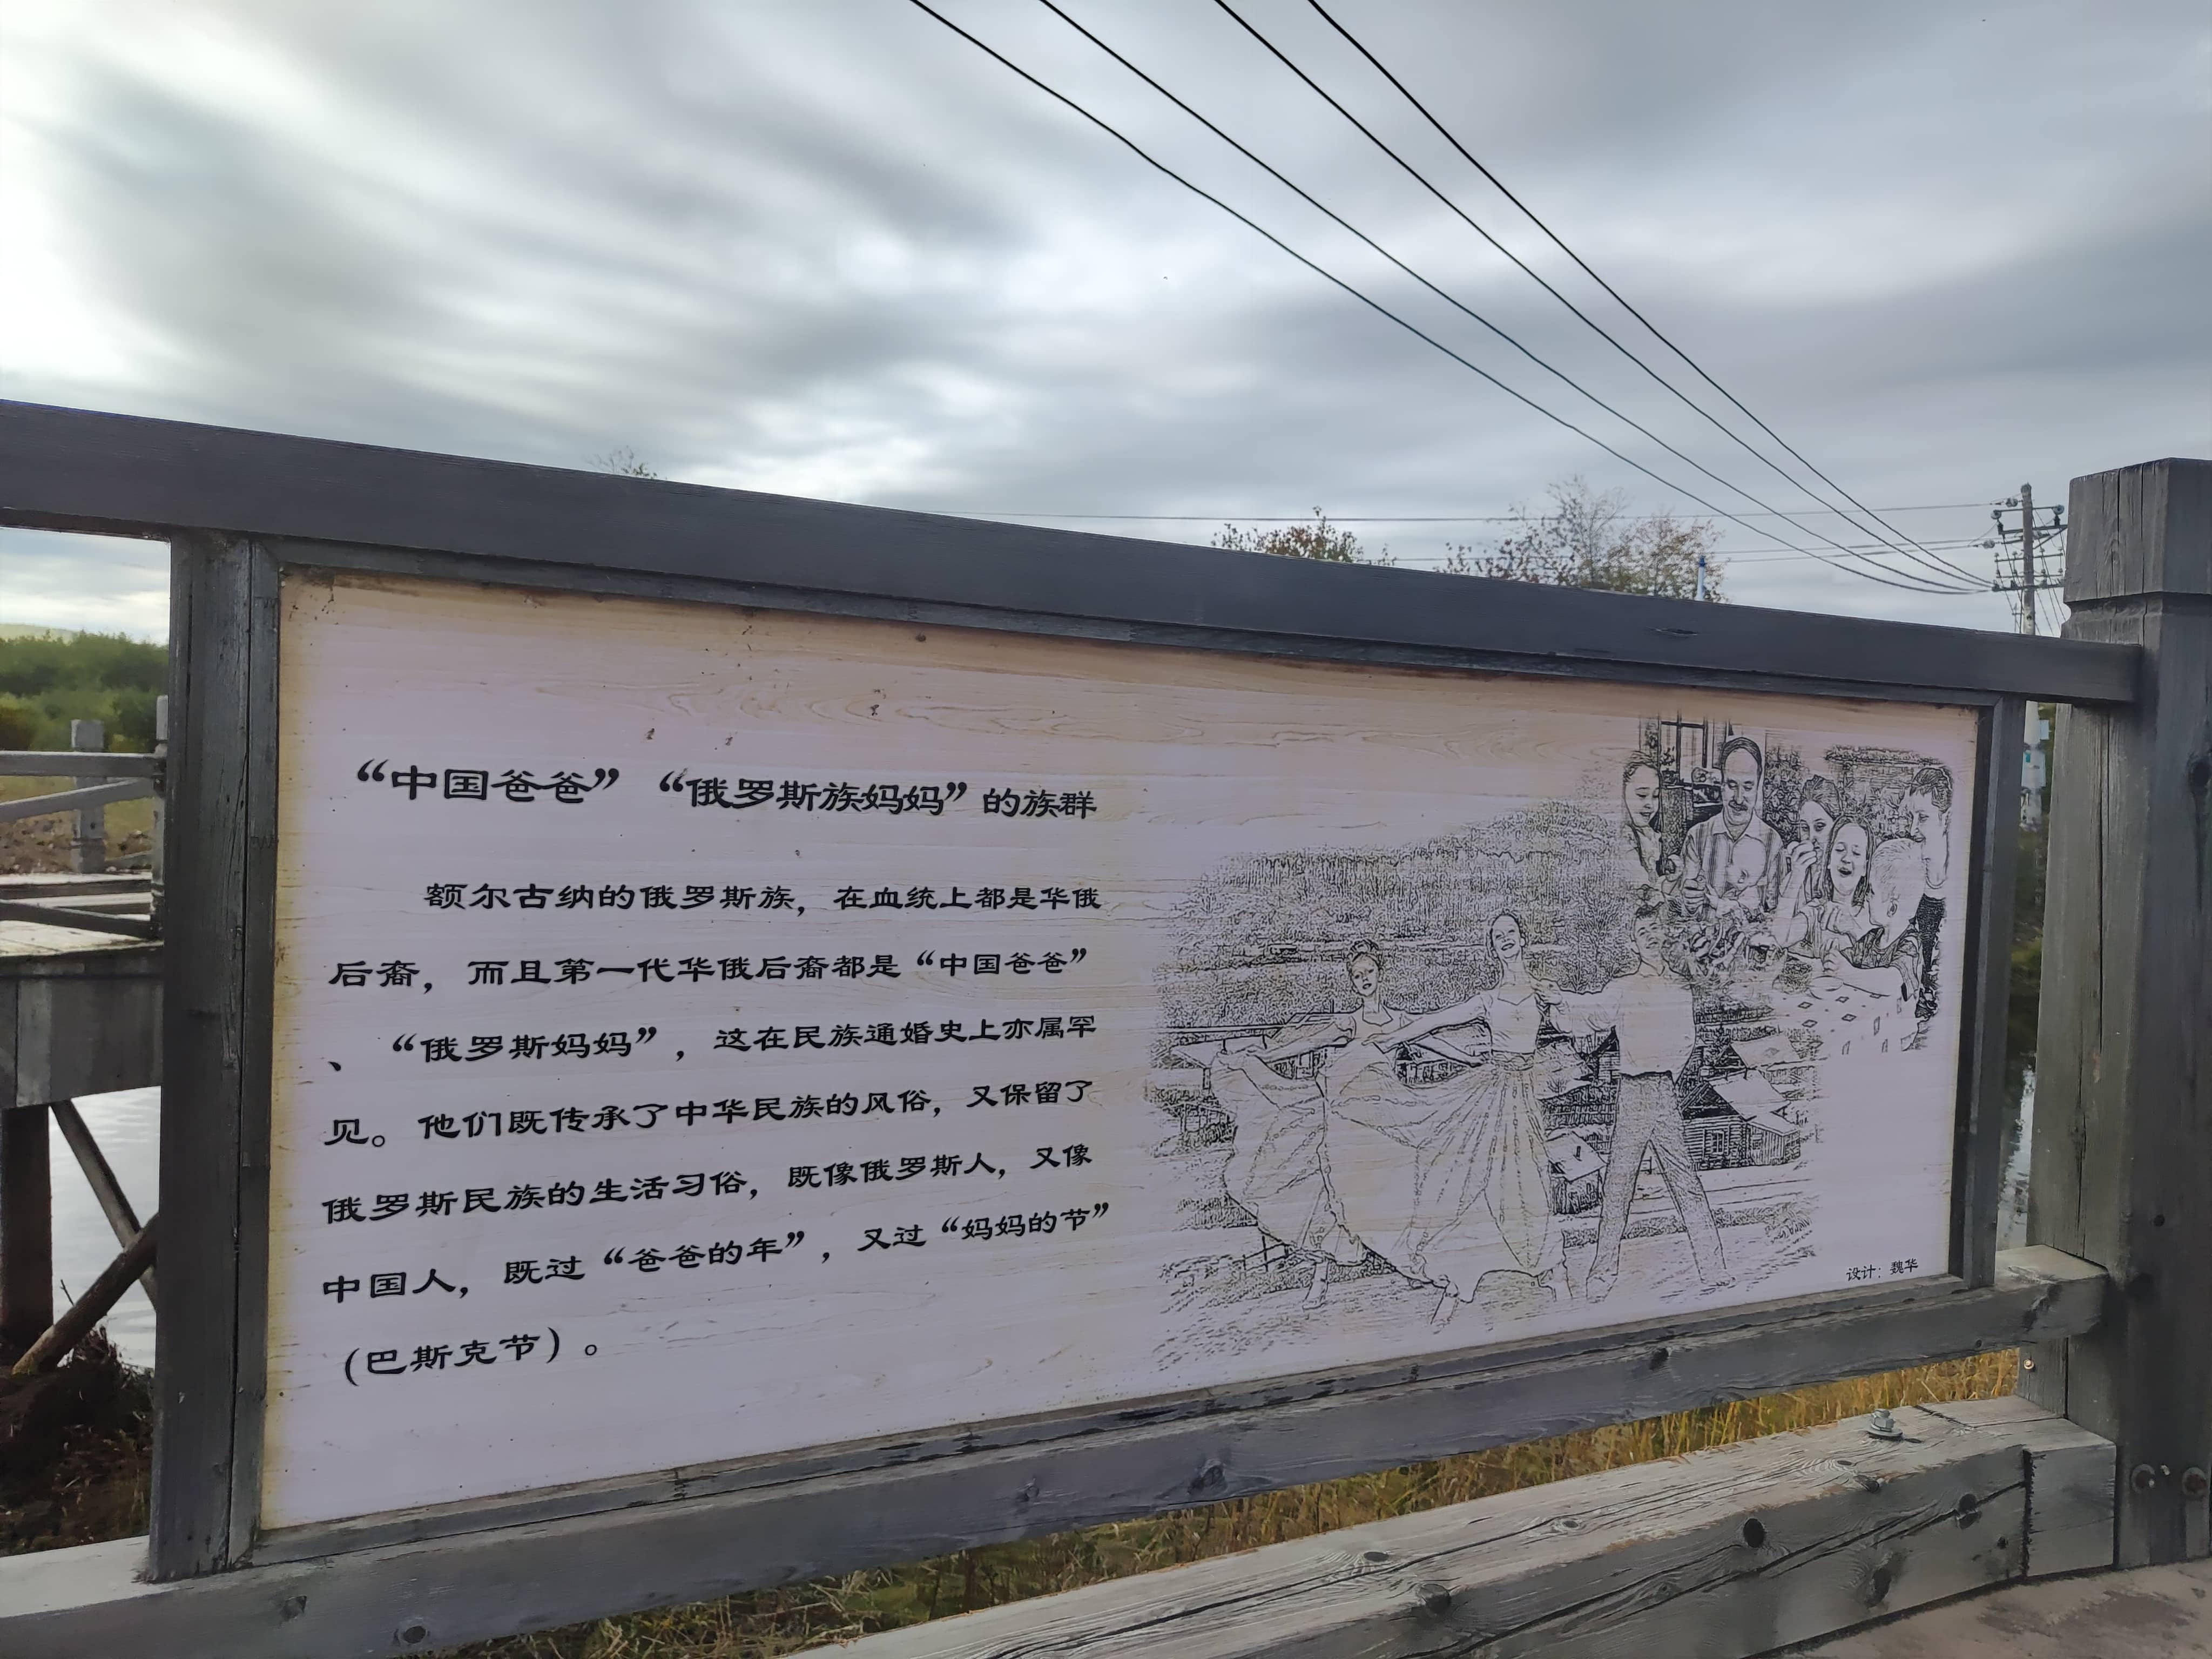 “中国爸爸” “俄罗斯族妈妈”的族群
额尔古纳的俄罗斯族，在血统上都是华俄
后裔，而且第一代华俄后裔都是“中国爸爸”
、“俄罗斯妈妈”，这在民族通婚史上亦属罕
见。他们既传承了中华民族的风俗，又保留了
俄罗斯民族的生活习俗，既像俄罗斯人，又像
中国人，既过“爸爸的年”，又过“妈妈的节”
（巴斯克节）。
设计：魏华